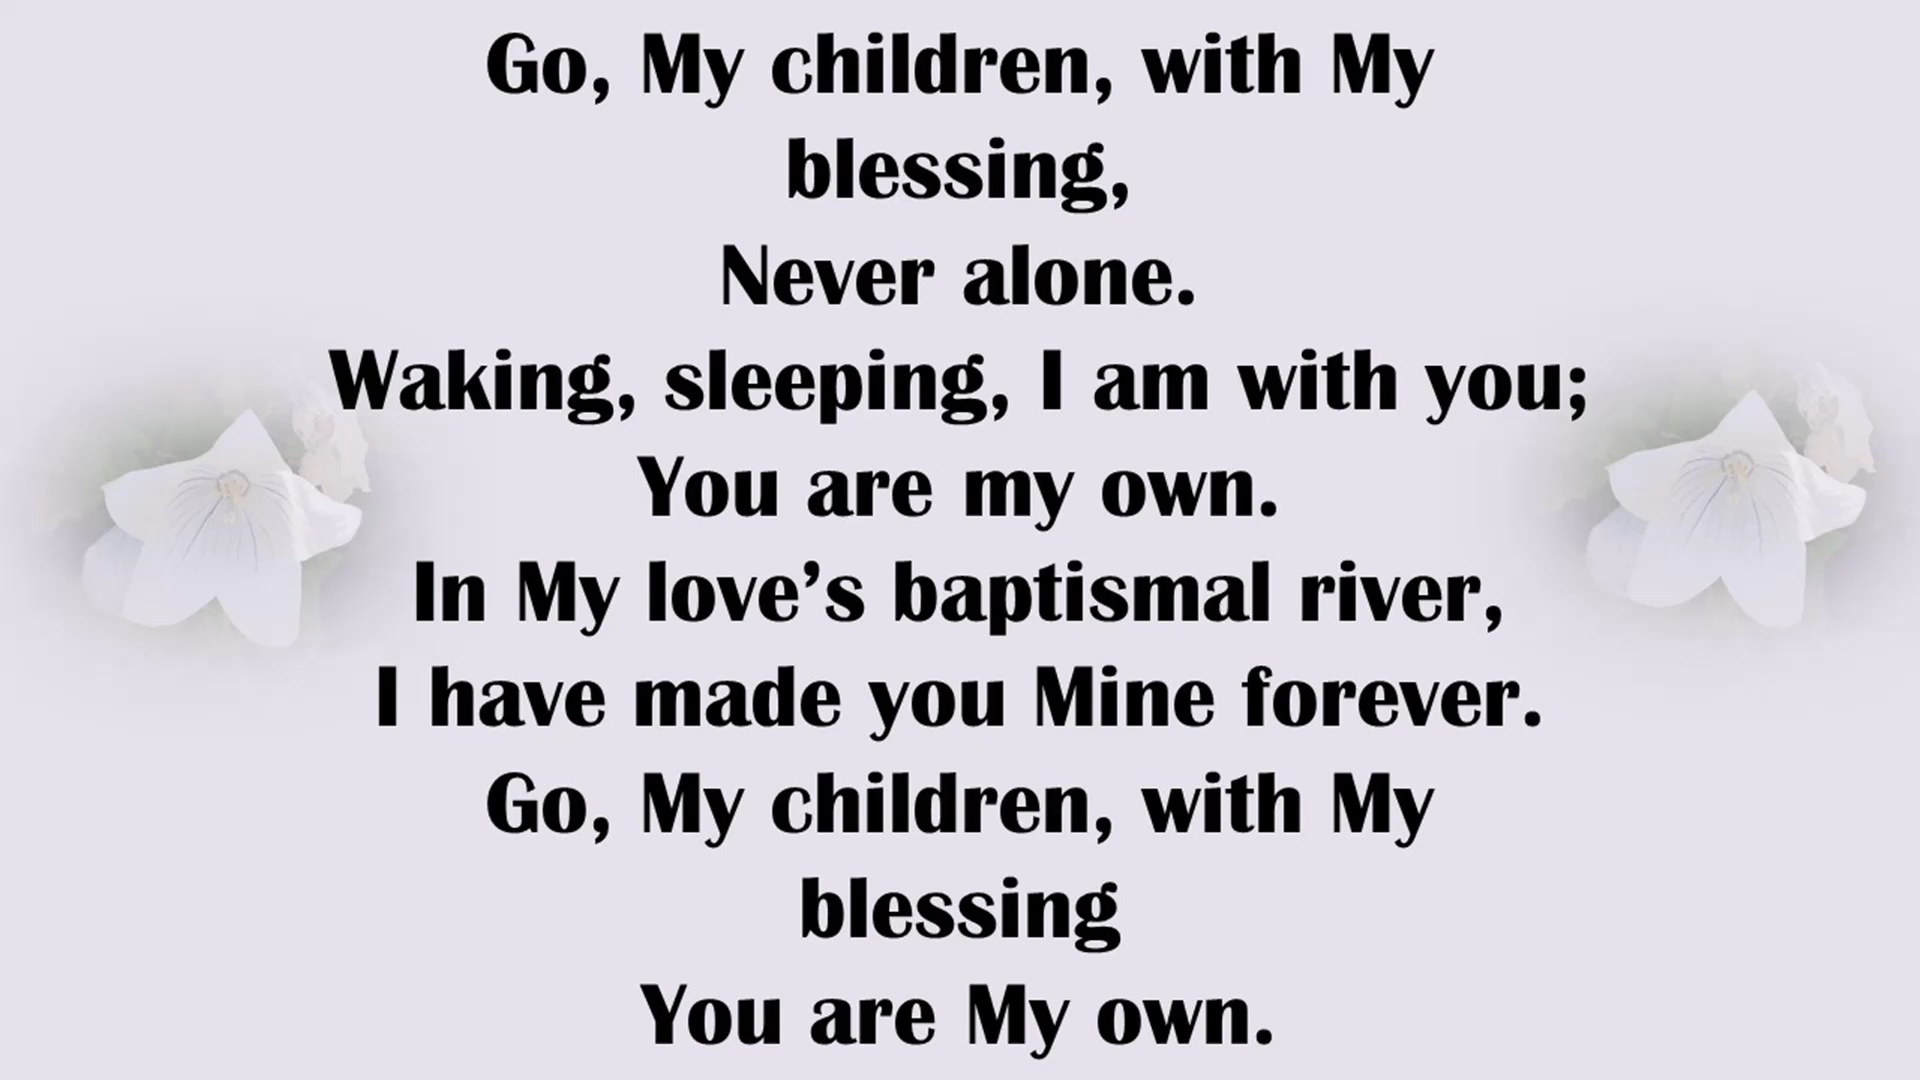 Go, My children, with My
blessing,
Never alone.
Waking, sleeping, I am with you;
You are my own.
In My love’s baptismal river,
I have made you Mine forever.
Go, My children, with My
blessing
You are My own.